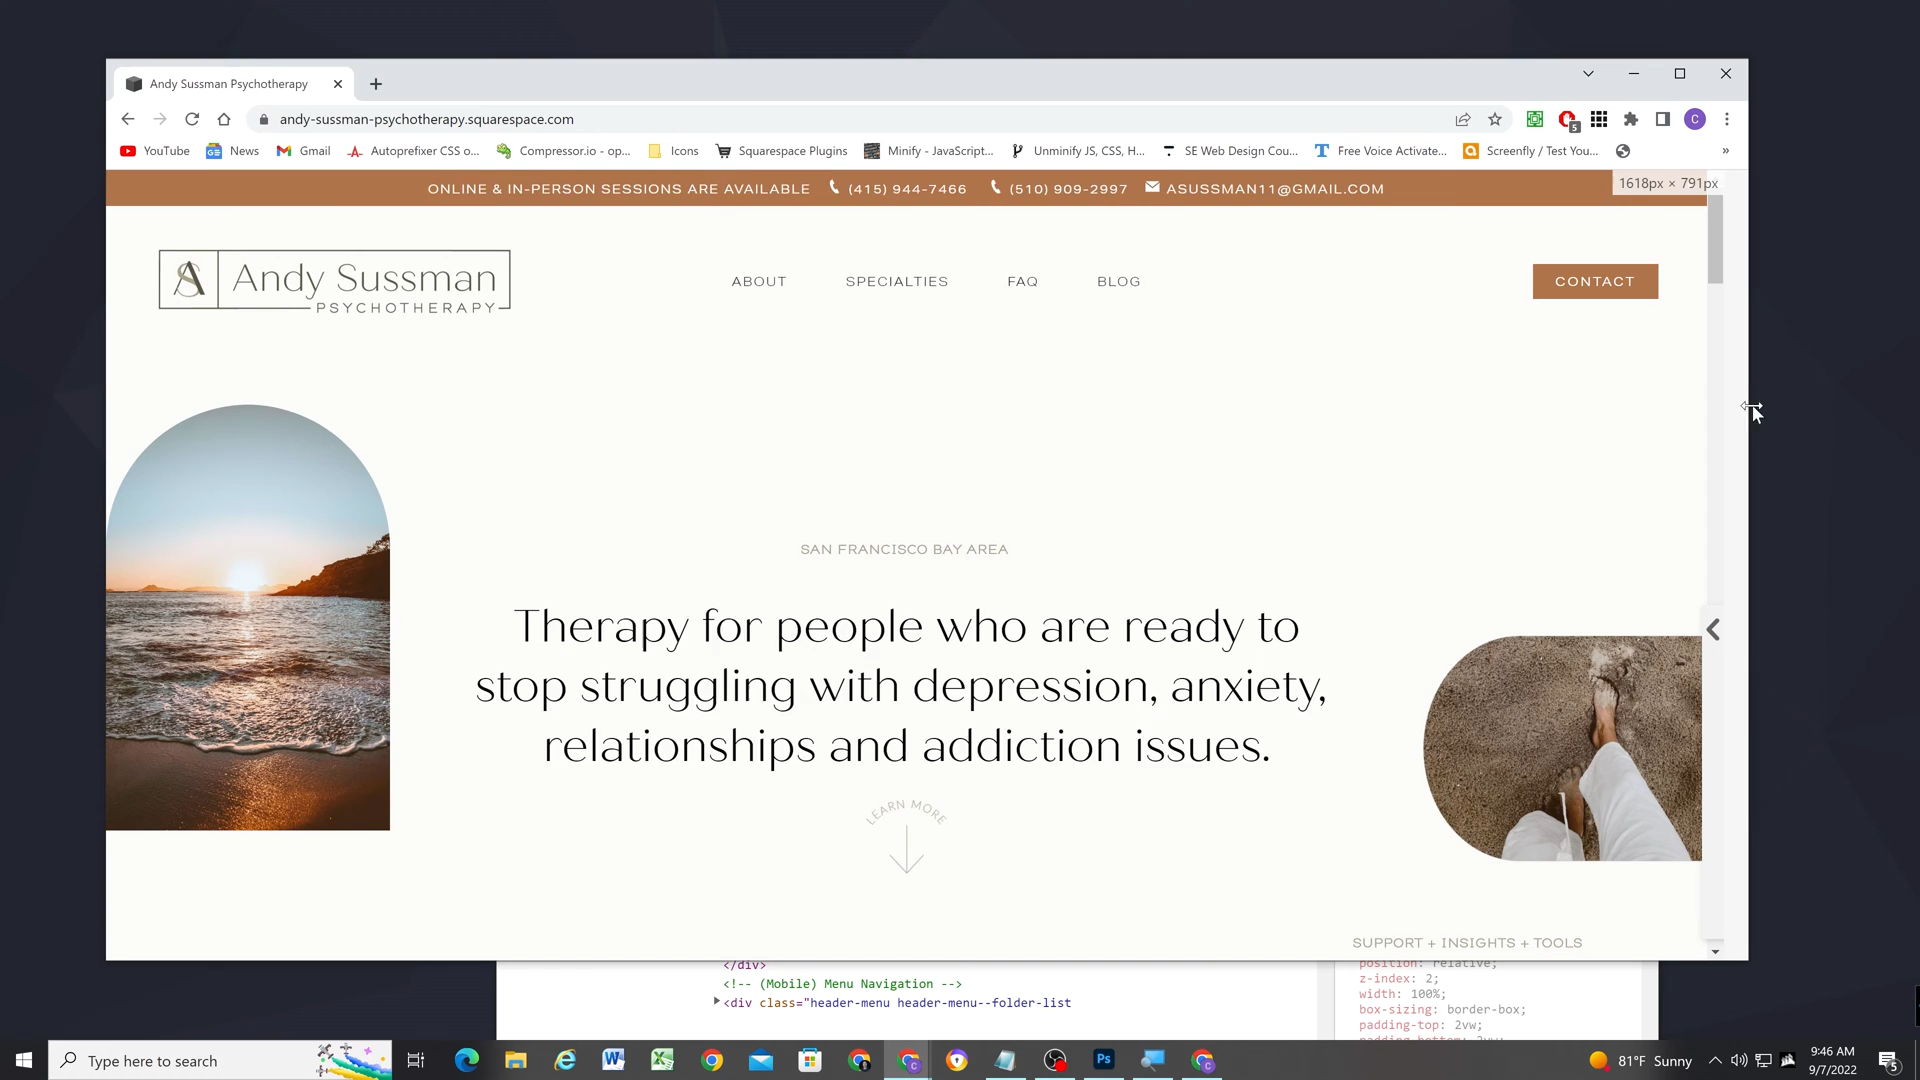 Andy Sussman Psychotherapy
andy-sussman-psychotherapy.squarespace.com
5
C
YouTube News Gmail Autoprefixer CSS o... Compressor.io - op... Icons Squarespace Plugins Minify - JavaScript... Unminify JS, CSS, H... SE Web Design Cou... Free Voice Activate... Screenfly / Test You... »
ONLINE & IN-PERSON SESSIONS ARE AVAILABLE (415) 944-7466 (510) 909-2997 ASUSSMAN11@GMAIL.COM
1618px × 791px
AS Andy Sussman
PSYCHOTHERAPY
ABOUT SPECIALTIES FAQ BLOG
CONTACT
SAN FRANCISCO BAY AREA
Therapy for people who are ready to
stop struggling with depression, anxiety,
relationships and addiction issues.
LEARN MORE
SUPPORT + INSIGHTS + TOOLS
</div>
<!-- (Mobile) Menu Navigation -->
<div class="header-menu header-menu--folder-list
position: relative;
z-index: 2;
width: 100%;
box-sizing: border-box;
padding-top: 2vw;
Type here to search
81°F Sunny
9:46 AM
9/7/2022
5